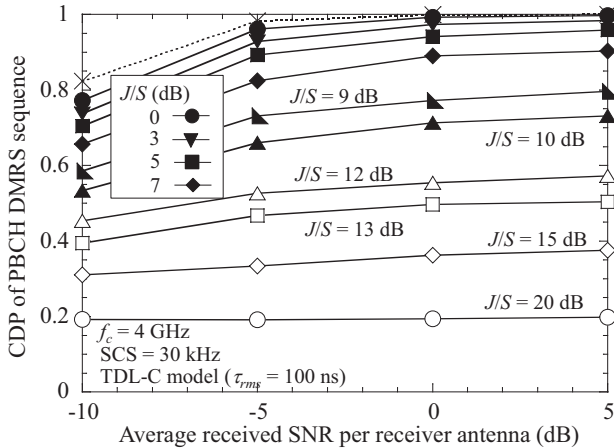 1
0.8
0.6
0.4
0.2
0
CDP of PBCH DMRS sequence
J/S (dB)
0
3
5
7
J/S = 9 dB
J/S = 10 dB
J/S = 12 dB
J/S = 13 dB
J/S = 15 dB
J/S = 20 dB
f_c = 4 GHz
SCS = 30 kHz
TDL-C model (τ_rms = 100 ns)
-10
-5
0
5
Average received SNR per receiver antenna (dB)